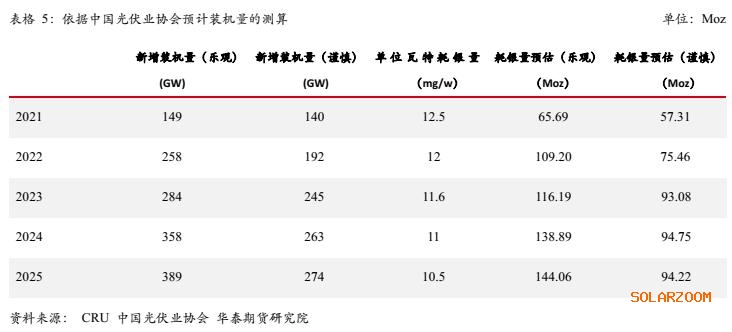 表格 5：依据中国光伏业协会预计装机量的测算 单位：Moz
新增装机量（乐观） 新增装机量（谨慎） 单位瓦特耗银量 耗银量预估（乐观） 耗银量预估（谨慎）
(GW) (GW) （mg/w） （Moz） （Moz）
2021 149 140 12.5 65.69 57.31
2022 258 192 12 109.20 75.46
2023 284 245 11.6 116.19 93.08
2024 358 263 11 138.89 94.75
2025 389 274 10.5 144.06 94.22
SOLARZOOM
资料来源： CRU 中国光伏业协会 华泰期货研究院